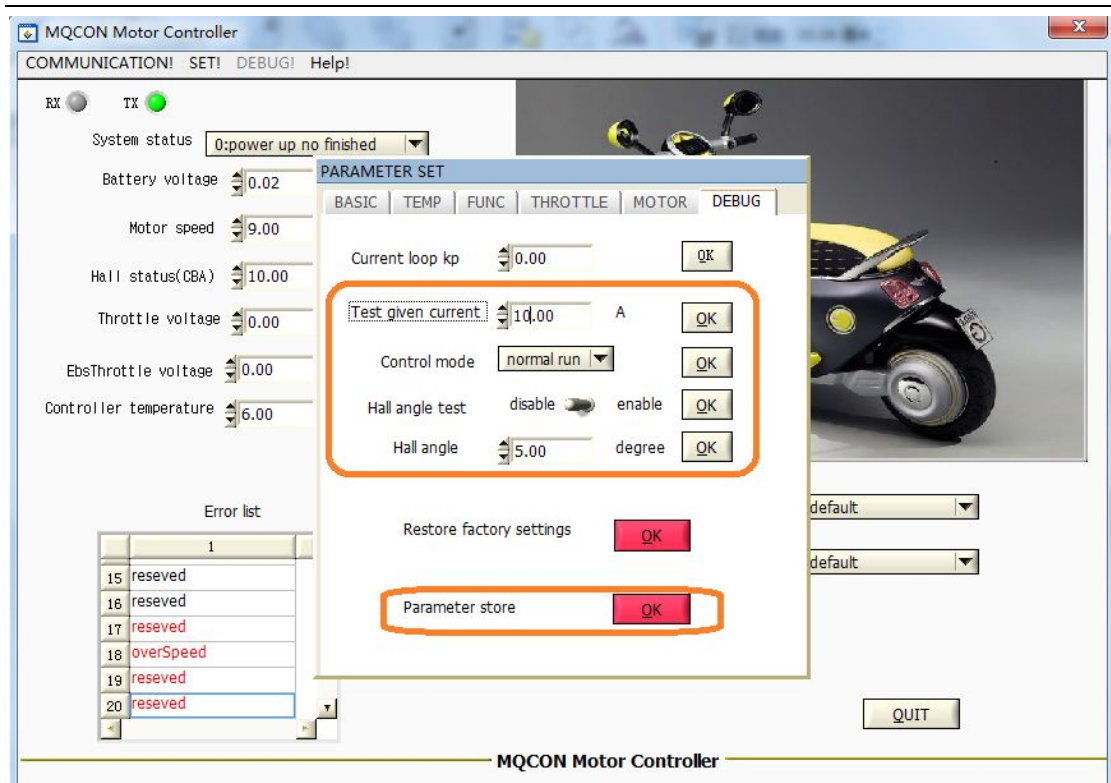 MQCON Motor Controller
X
COMMUNICATION! SET! DEBUG! Help!
RX TX
System status 0:power up no finished
Battery voltage 0.02
Motor speed 9.00
Hall status(CBA) 10.00
Throttle voltage 0.00
EbsThrottle voltage 0.00
Controller temperature 6.00
PARAMETER SET
BASIC TEMP FUNC THROTTLE MOTOR DEBUG
Current loop kp 0.00 OK
Test given current 10.00 A OK
Control mode normal run OK
Hall angle test disable enable OK
Hall angle 5.00 degree OK
Restore factory settings OK
Parameter store OK
default
default
Error list
1
15 reseved
16 reseved
17 reseved
18 overSpeed
19 reseved
20 reseved
QUIT
MQCON Motor Controller